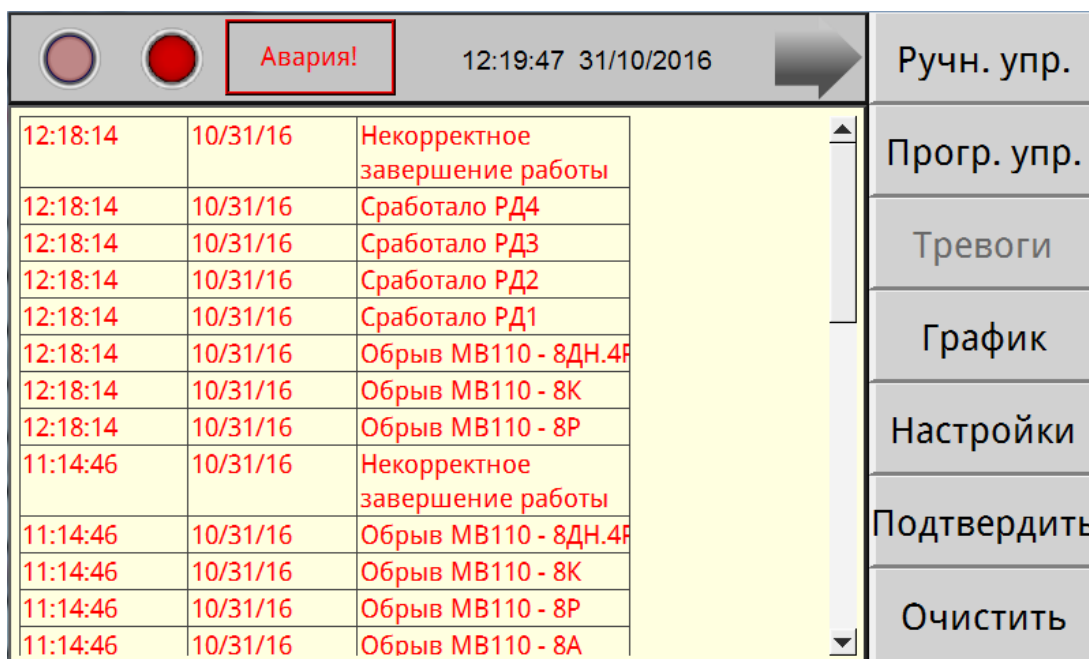 Авария!
12:19:47 31/10/2016
Ручн. упр.
Прогр. упр.
Тревоги
График
Настройки
Подтвердить
Очистить
12:18:14 10/31/16 Некорректное
завершение работы
12:18:14 10/31/16 Сработало РД4
12:18:14 10/31/16 Сработало РД3
12:18:14 10/31/16 Сработало РД2
12:18:14 10/31/16 Сработало РД1
12:18:14 10/31/16 Обрыв МВ110 - 8ДН.4Р
12:18:14 10/31/16 Обрыв МВ110 - 8К
12:18:14 10/31/16 Обрыв МВ110 - 8Р
11:14:46 10/31/16 Некорректное
завершение работы
11:14:46 10/31/16 Обрыв МВ110 - 8ДН.4Р
11:14:46 10/31/16 Обрыв МВ110 - 8К
11:14:46 10/31/16 Обрыв МВ110 - 8Р
11:14:46 10/31/16 Обрыв МВ110 - 8А